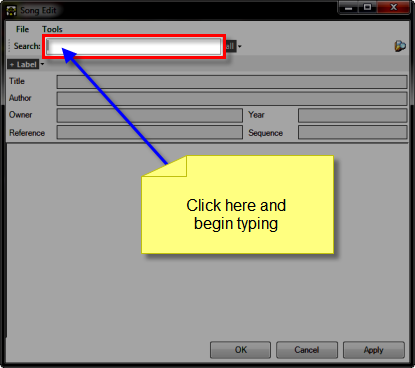 Song Edit
File Tools
Search: all
+ Label
Title
Author
Owner Year
Reference Sequence
Click here and
begin typing
OK Cancel Apply